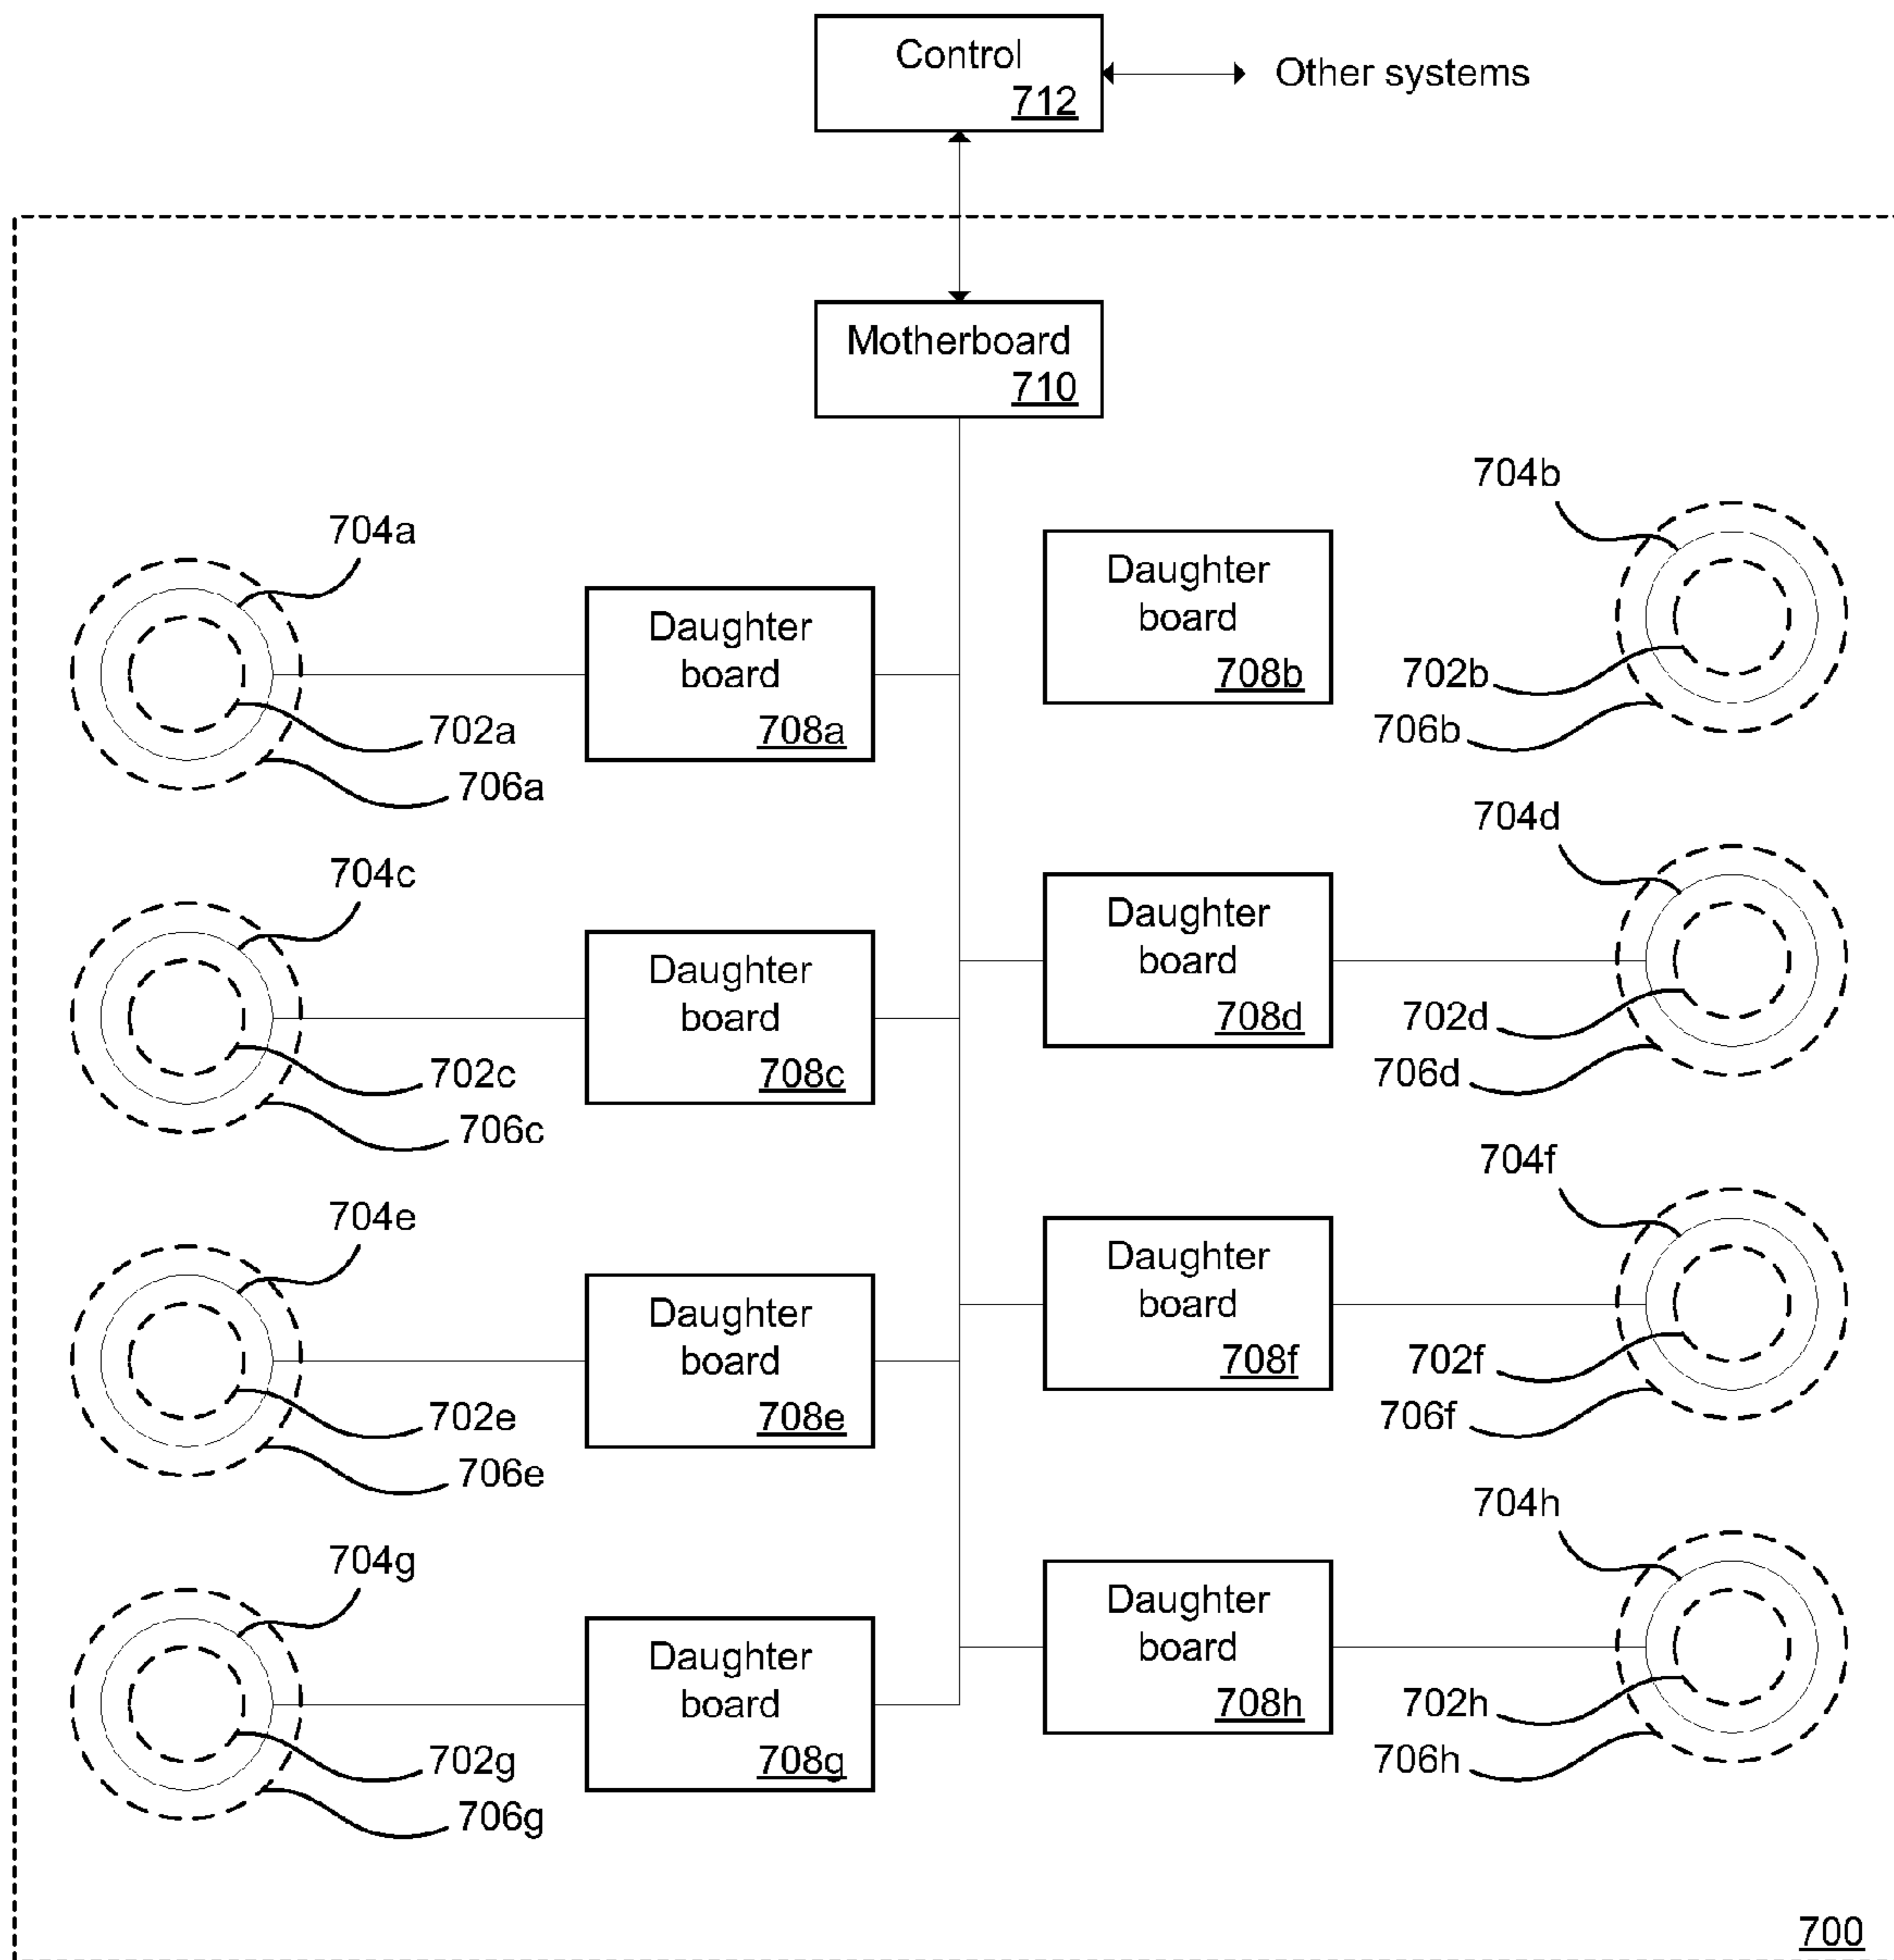 Control
712
Other systems
Motherboard
710
704b
704a
Daughter
board
708b
Daughter
board
708a
702b
702a
706b
706a
704d
704c
Daughter
board
708d
Daughter
board
708c
702d
702c
706d
706c
704f
704e
Daughter
board
708f
Daughter
board
708e
702f
702e
706f
706e
704h
704g
Daughter
board
708h
Daughter
board
708g
702h
702g
706h
706g
700